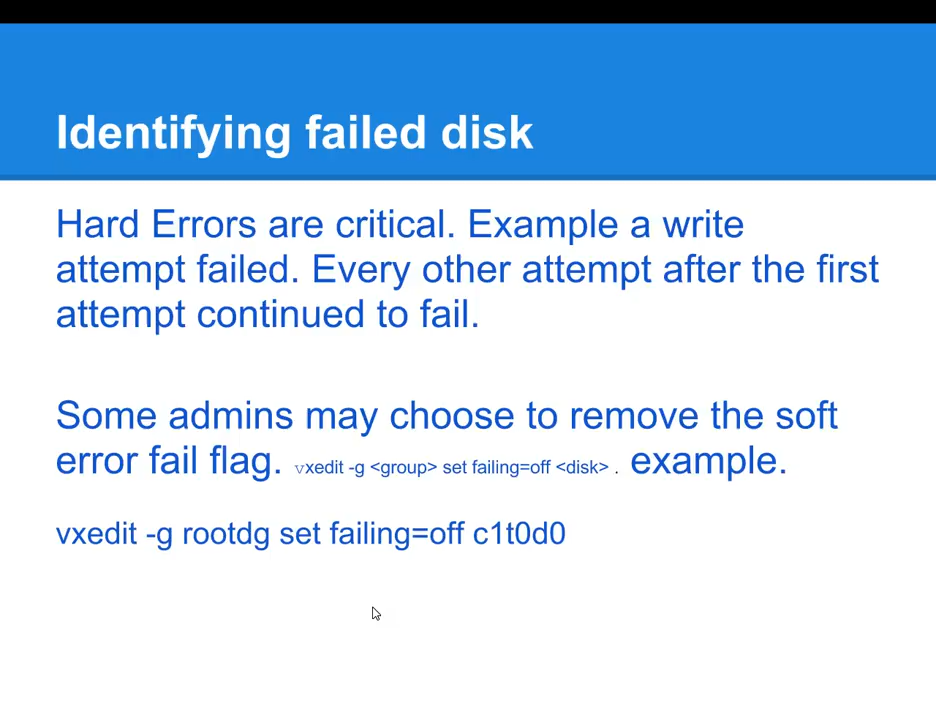 Identifying failed disk
Hard Errors are critical. Example a write
attempt failed. Every other attempt after the first
attempt continued to fail.
Some admins may choose to remove the soft
error fail flag. vxedit -g <group> set failing=off <disk> . example.
vxedit -g rootdg set failing=off c1t0d0